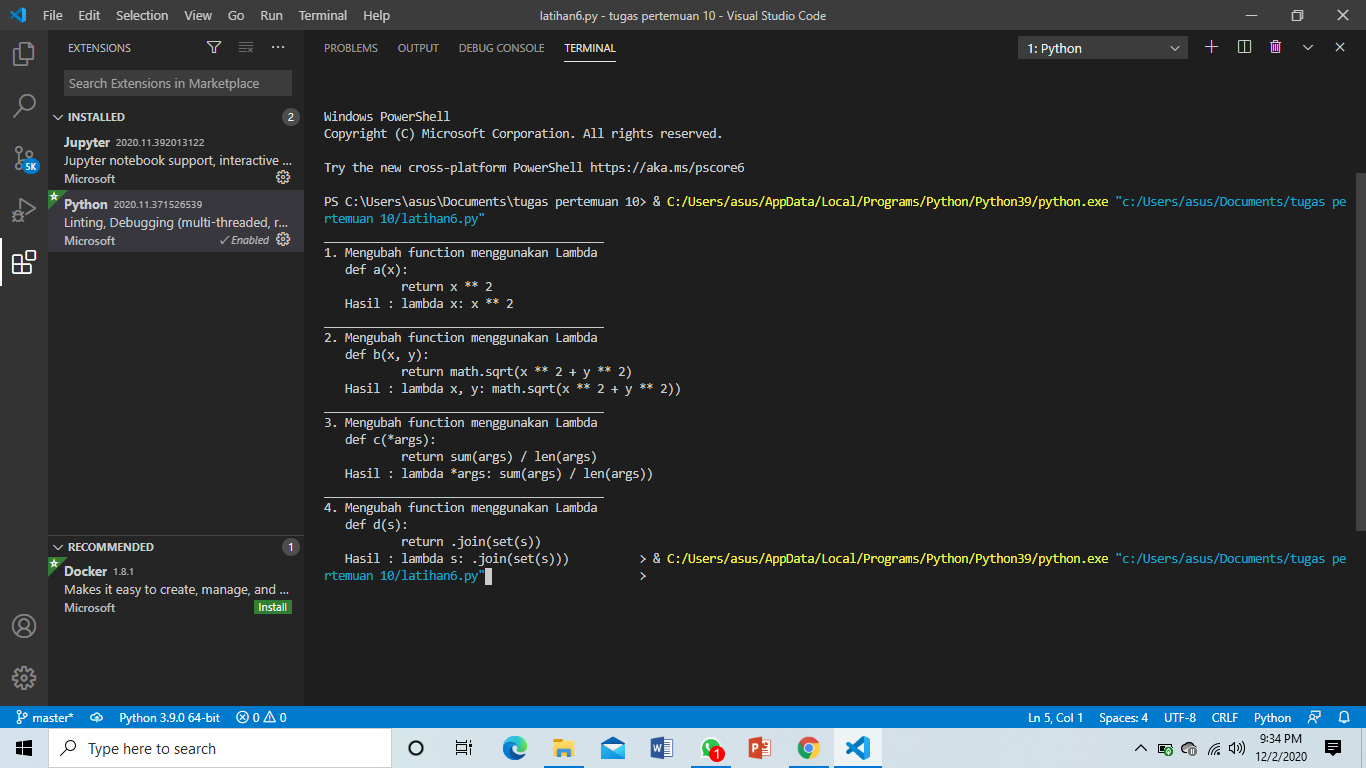 File Edit Selection View Go Run Terminal Help latihan6.py - tugas pertemuan 10 - Visual Studio Code
EXTENSIONS
Search Extensions in Marketplace
INSTALLED 2
Jupyter 2020.11.392013122
Jupyter notebook support, interactive ...
Microsoft
Python 2020.11.371526539
Linting, Debugging (multi-threaded, r...
Microsoft ✓ Enabled
RECOMMENDED 1
Docker 1.8.1
Makes it easy to create, manage, and ...
Microsoft Install
5K
PROBLEMS OUTPUT DEBUG CONSOLE TERMINAL 1: Python
Windows PowerShell
Copyright (C) Microsoft Corporation. All rights reserved.
Try the new cross-platform PowerShell https://aka.ms/pscore6
PS C:\Users\asus\Documents\tugas pertemuan 10> & C:/Users/asus/AppData/Local/Programs/Python/Python39/python.exe "c:/Users/asus/Documents/tugas pe
rtemuan 10/latihan6.py"
________________________________________
1. Mengubah function menggunakan Lambda
def a(x):
return x ** 2
Hasil : lambda x: x ** 2
________________________________________
2. Mengubah function menggunakan Lambda
def b(x, y):
return math.sqrt(x ** 2 + y ** 2)
Hasil : lambda x, y: math.sqrt(x ** 2 + y ** 2))
________________________________________
3. Mengubah function menggunakan Lambda
def c(*args):
return sum(args) / len(args)
Hasil : lambda *args: sum(args) / len(args))
________________________________________
4. Mengubah function menggunakan Lambda
def d(s):
return .join(set(s))
Hasil : lambda s: .join(set(s))) > & C:/Users/asus/AppData/Local/Programs/Python/Python39/python.exe "c:/Users/asus/Documents/tugas pe
rtemuan 10/latihan6.py" >
master* Python 3.9.0 64-bit 0 0 Ln 5, Col 1 Spaces: 4 UTF-8 CRLF Python
Type here to search 1 9:34 PM
12/2/2020